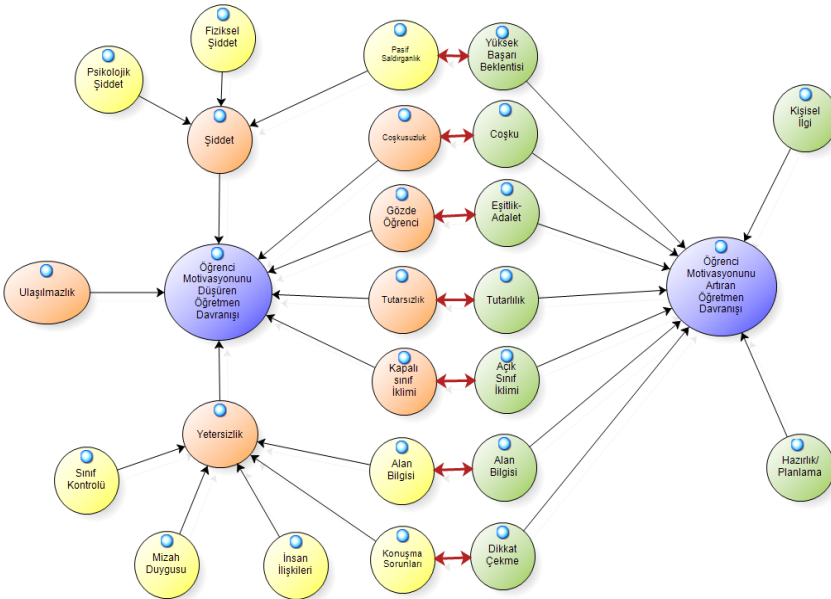 Fiziksel
Şiddet
Psikolojik
Şiddet
Pasif
Saldırganlık
Yüksek
Başarı
Beklentisi
Kişisel
İlgi
Şiddet
Coşkusuzluk
Coşku
Gözde
Öğrenci
Eşitlik-
Adalet
Öğrenci
Motivasyonunu
Düşüren
Öğretmen
Davranışı
Öğrenci
Motivasyonunu
Artıran
Öğretmen
Davranışı
Ulaşılmazlık
Tutarsızlık
Tutarlılık
Kapalı
sınıf
İklimi
Açik
Sınıf
İklimi
Yetersizlik
Sınıf
Kontrolü
Alan
Bilgisi
Alan
Bilgisi
Hazırlık/
Planlama
Mizah
Duygusu
İnsan
İlişkileri
Konuşma
Sorunları
Dikkat
Çekme